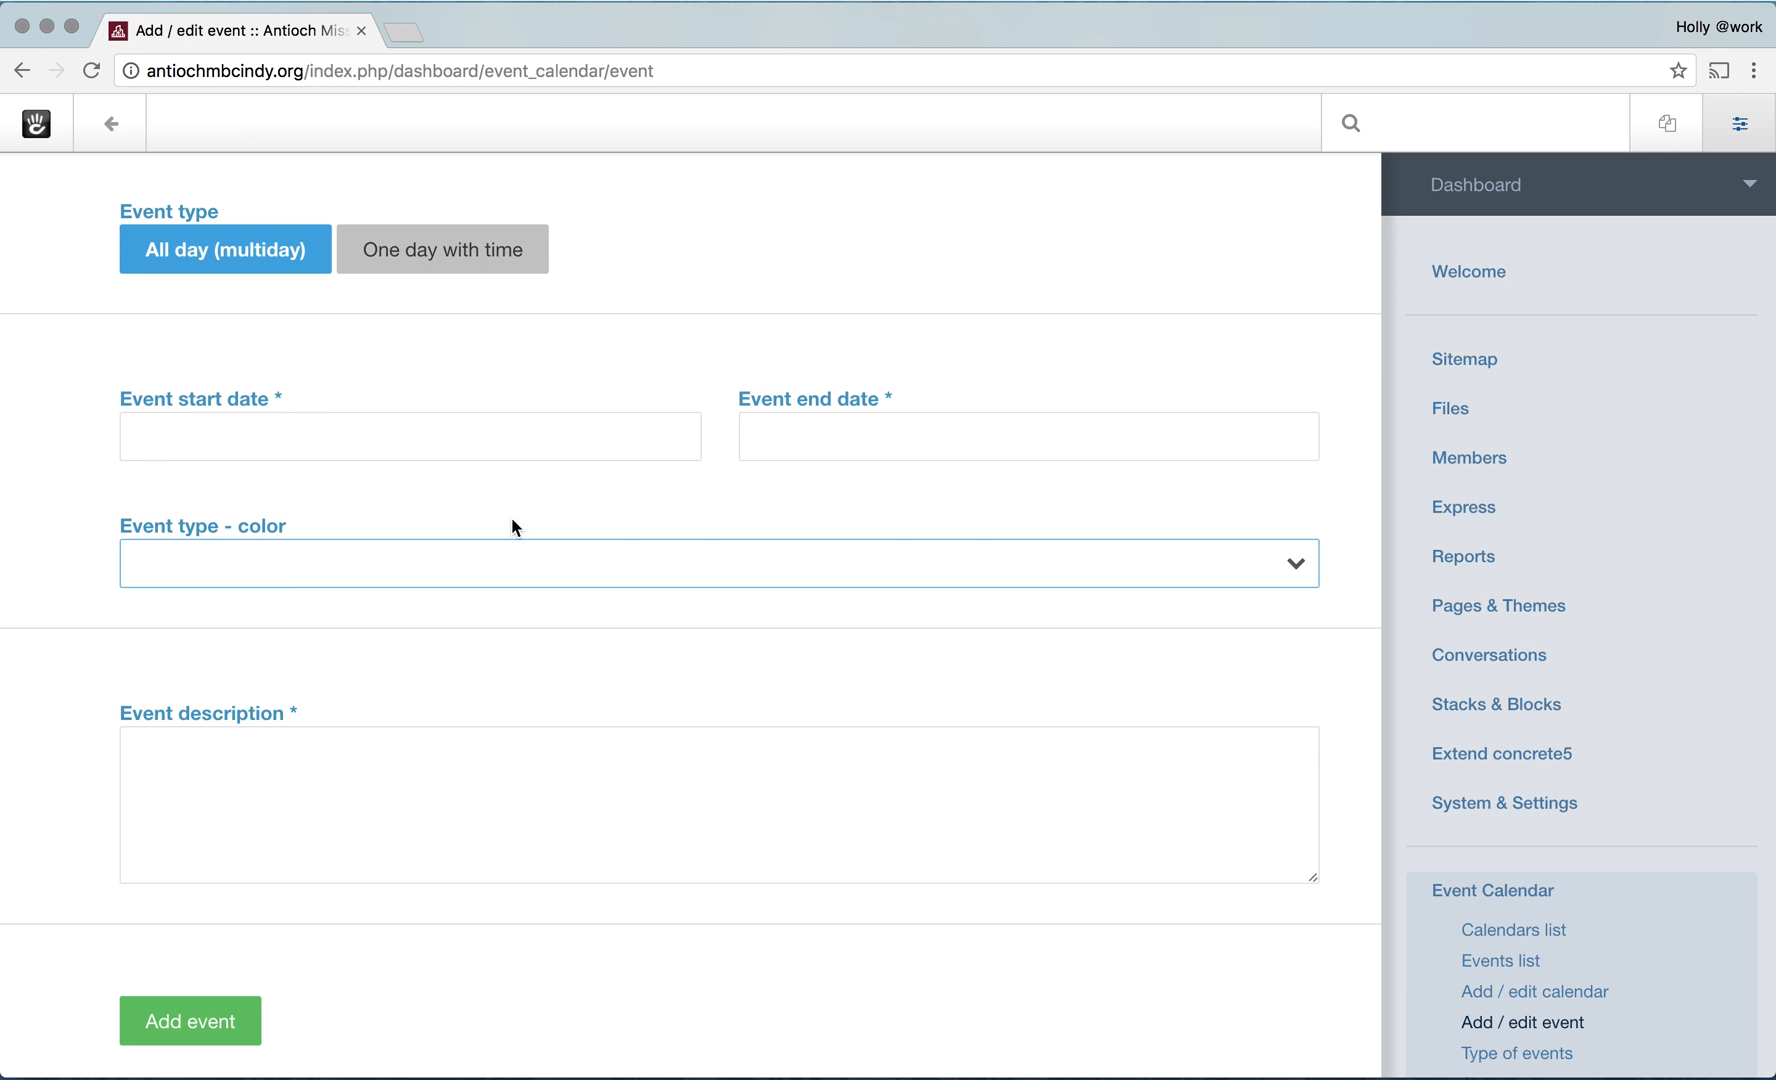 Add / edit event :: Antioch Mis
Holly @work
antiochmbcindy.org/index.php/dashboard/event_calendar/event
Dashboard
Event type
All day (multiday)
One day with time
Welcome
Event start date *
Event end date *
Sitemap
Files
Members
Event type - color
Express
Reports
Pages & Themes
Conversations
Event description *
Stacks & Blocks
Extend concrete5
System & Settings
Event Calendar
Calendars list
Events list
Add / edit calendar
Add event
Add / edit event
Type of events